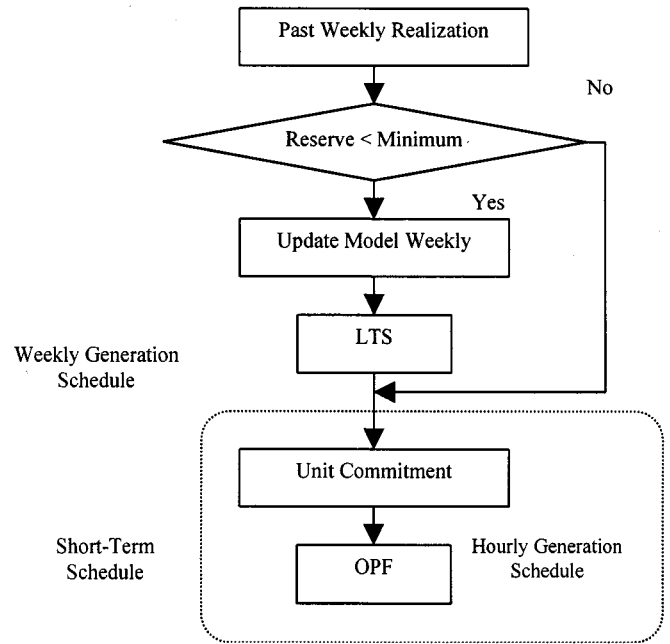 Past Weekly Realization
No
Reserve < Minimum
Yes
Update Model Weekly
LTS
Weekly Generation
Schedule
Unit Commitment
Short-Term
Schedule
OPF
Hourly Generation
Schedule